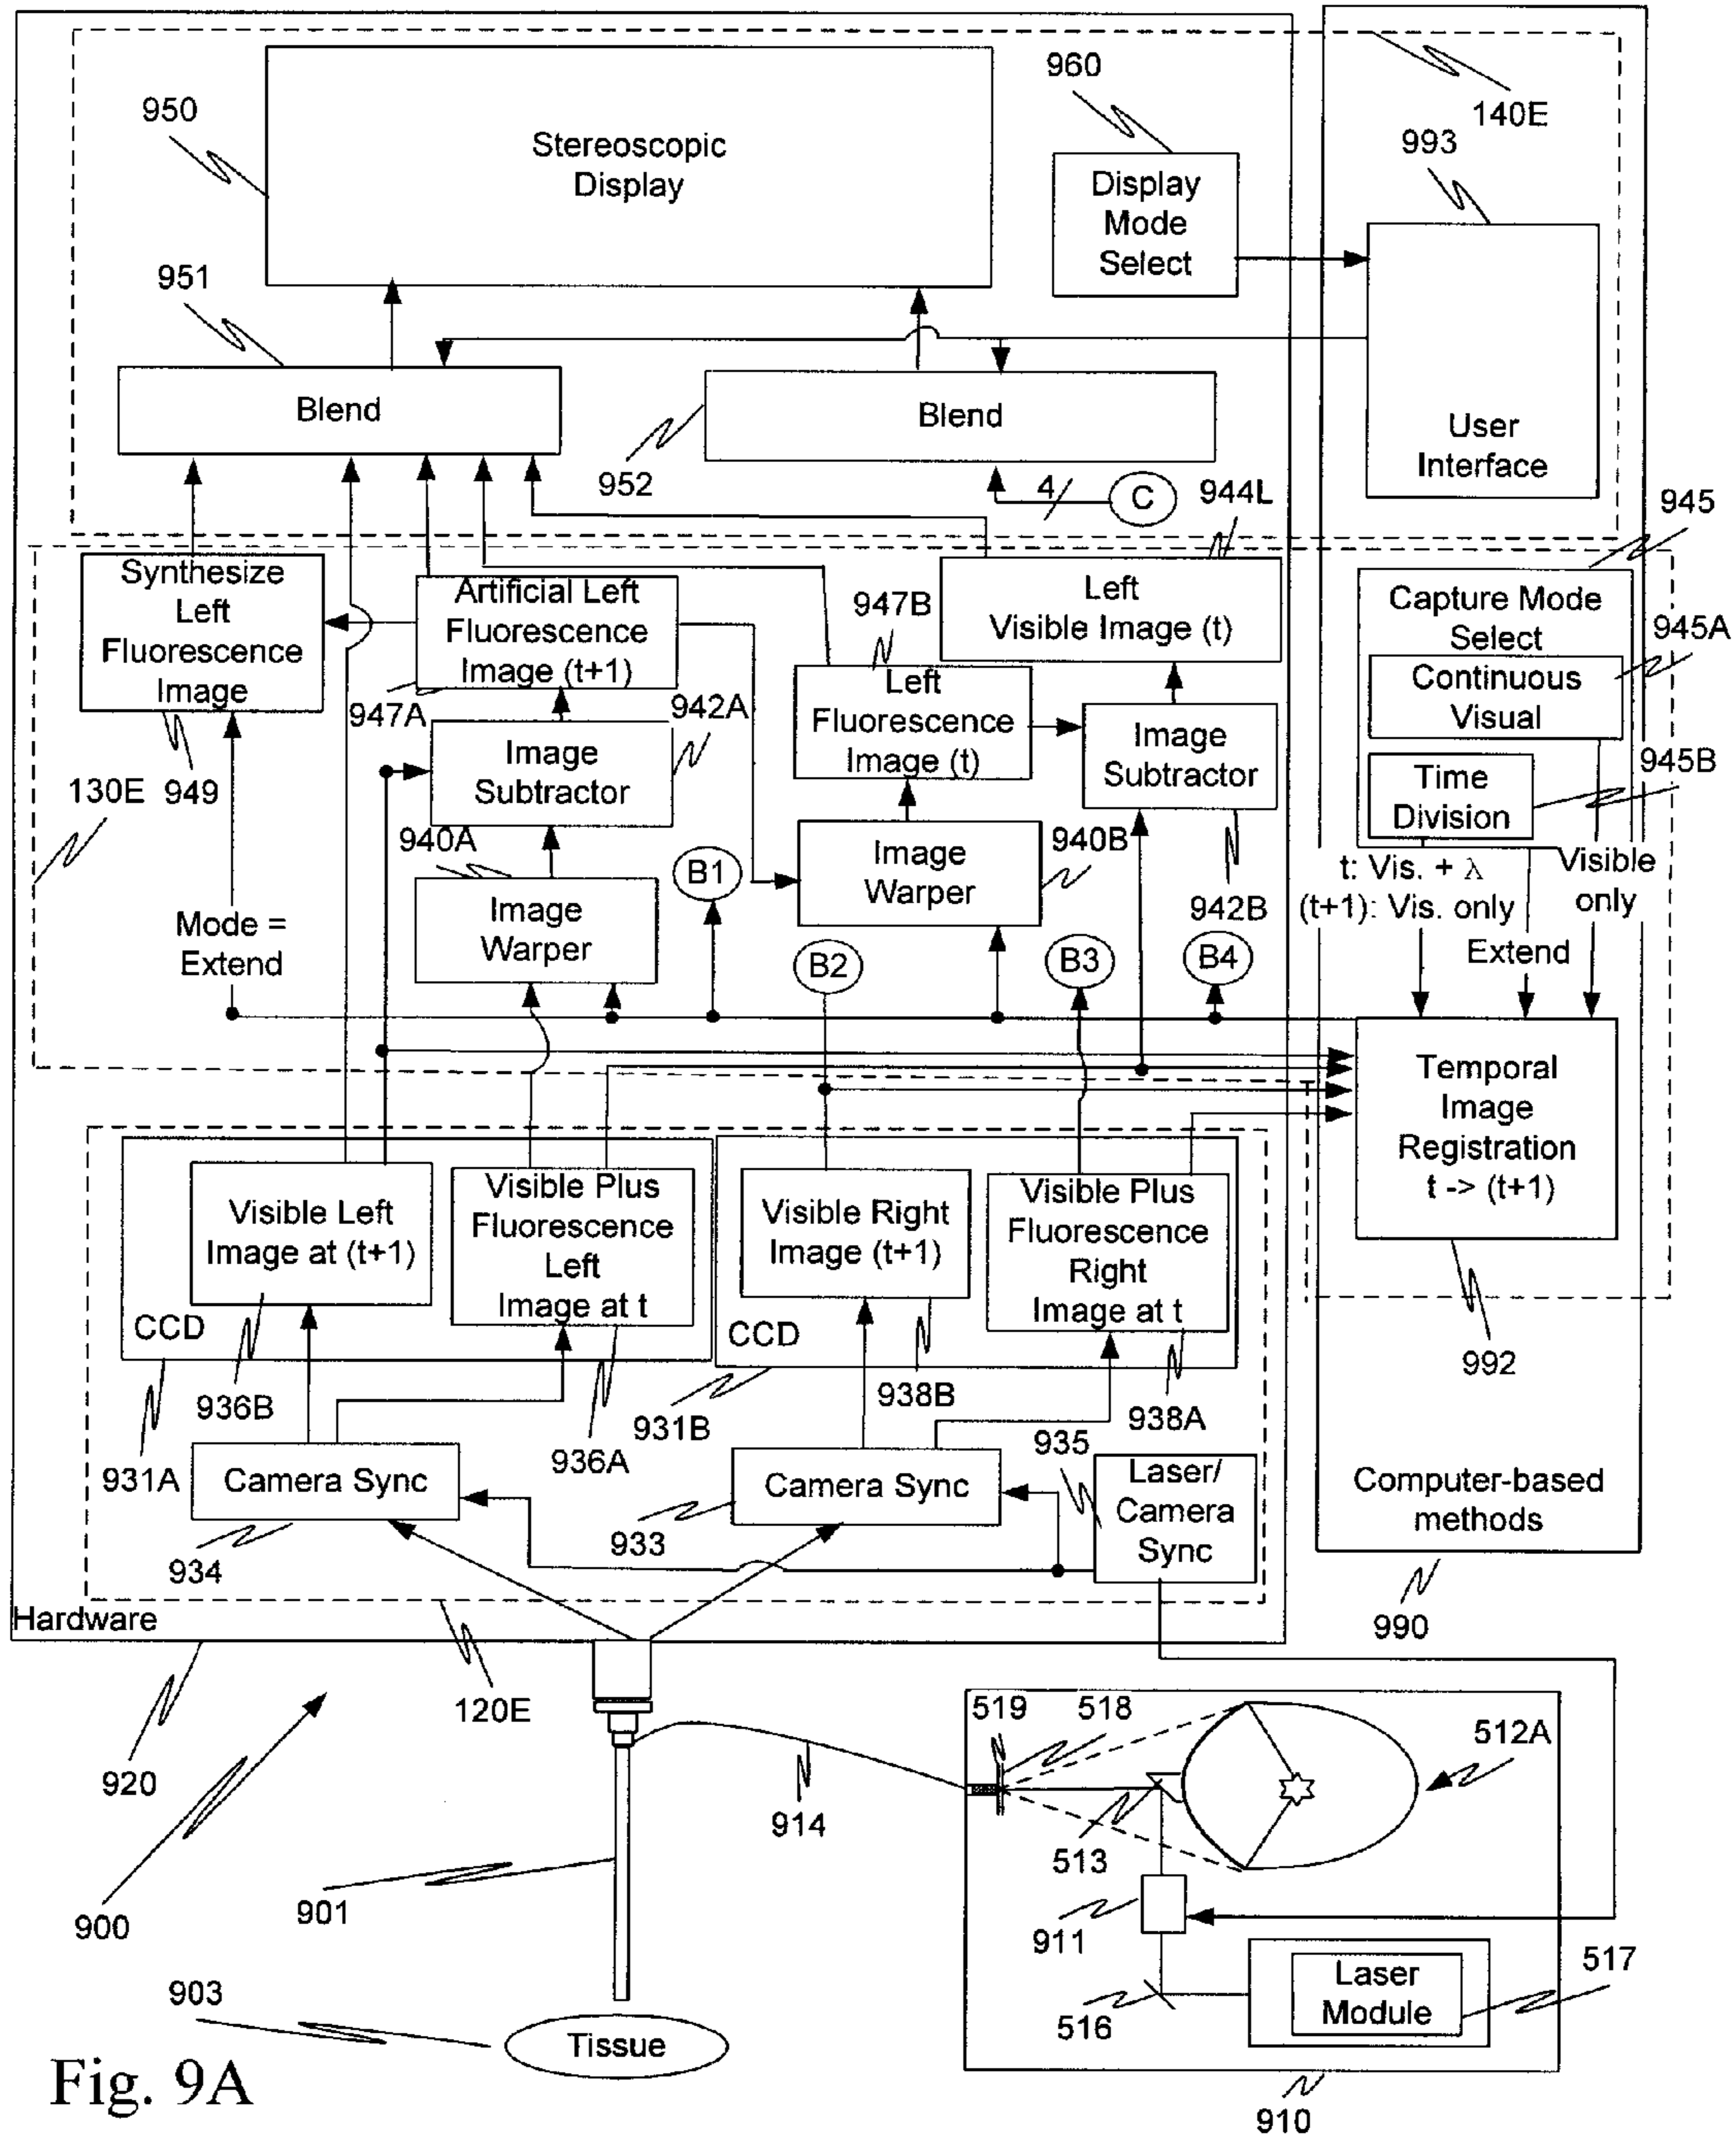 960
140E
950
Stereoscopic
Display
993
Display
Mode
Select
951
Blend
Blend
User
Interface
952
4
C
944L
945
Synthesize
Left
Fluorescence
Image
Artificial Left
Fluorescence
Image (t+1)
947B
Left
Visible Image (t)
Capture Mode
Select
945A
Continuous
Visual
947A
942A
Left
Fluorescence
Image (t)
Image
Subtractor
Image
Subtractor
945B
Time
Division
130E
949
940A
B1
Image
Warper
940B
t: Vis. + λ
(t+1): Vis. only
Visible
only
942B
Mode =
Extend
Image
Warper
B2
B3
B4
Extend
Temporal
Image
Registration
t -> (t+1)
Visible Left
Image at (t+1)
Visible Plus
Fluorescence
Left
Image at t
Visible Right
Image (t+1)
Visible Plus
Fluorescence
Right
Image at t
CCD
CCD
992
936B
938B
938A
931A
936A
931B
935
Camera Sync
Camera Sync
Laser/
Camera
Sync
Computer-based
methods
934
933
Hardware
990
120E
519
518
512A
920
914
513
900
901
911
517
Laser
Module
903
516
Tissue
Fig. 9A
910